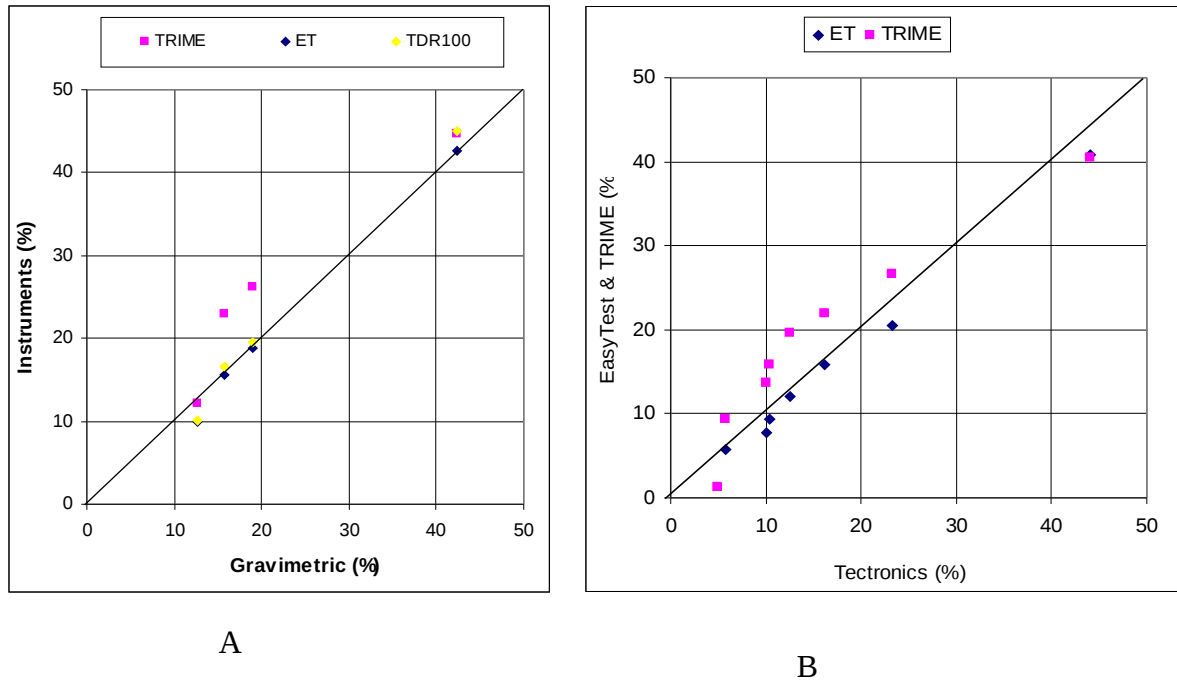 TRIME ET TDR100
50
40
30
20
10
0
Instruments (%)
0 10 20 30 40 50
Gravimetric (%)
A
ET TRIME
50
40
30
20
10
0
EasyTest & TRIME (%
0 10 20 30 40 50
Tectronics (%)
B